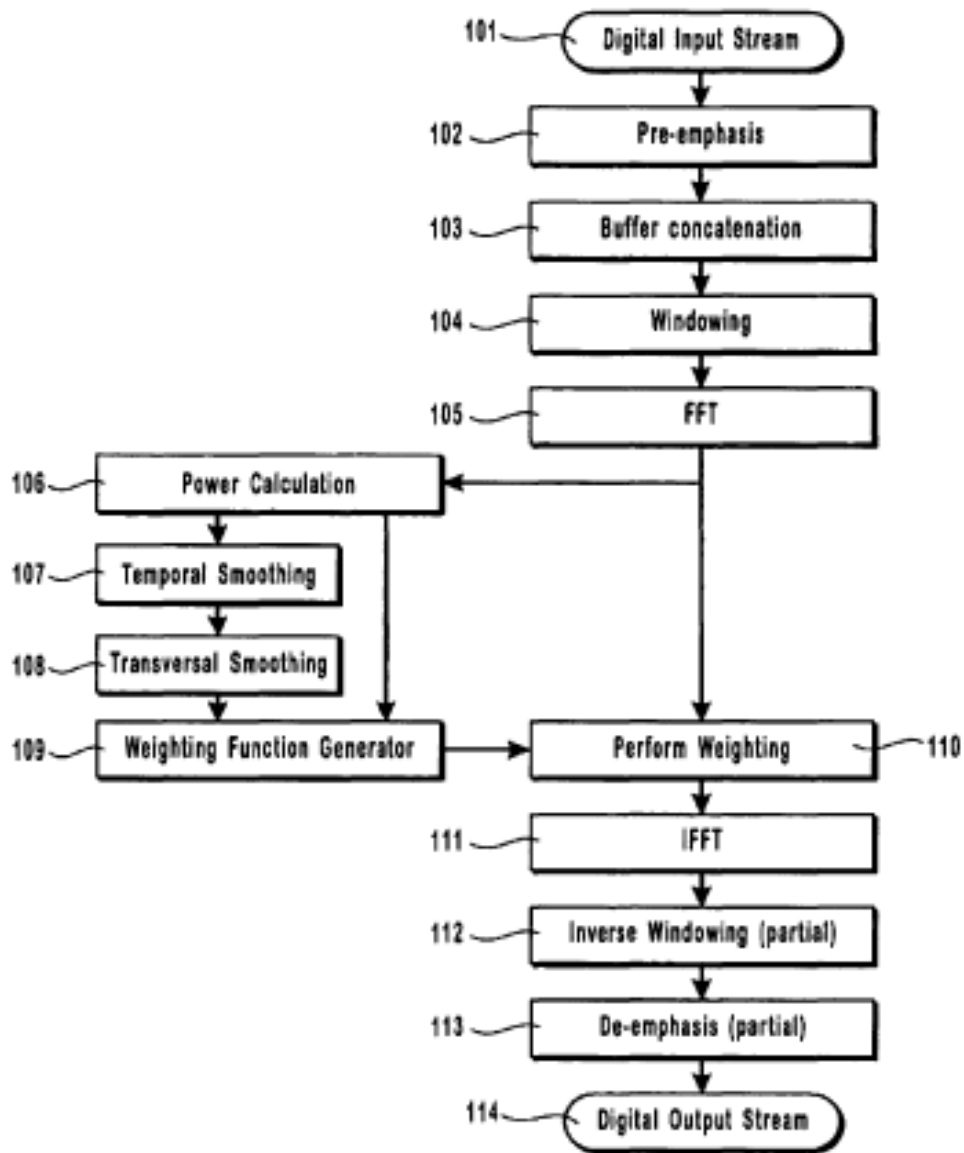 101 Digital Input Stream
102 Pre-emphasis
103 Buffer concatenation
104 Windowing
105 FFT
106 Power Calculation
107 Temporal Smoothing
108 Transversal Smoothing
109 Weighting Function Generator
Perform Weighting 110
111 IFFT
112 Inverse Windowing (partial)
113 De-emphasis (partial)
114 Digital Output Stream